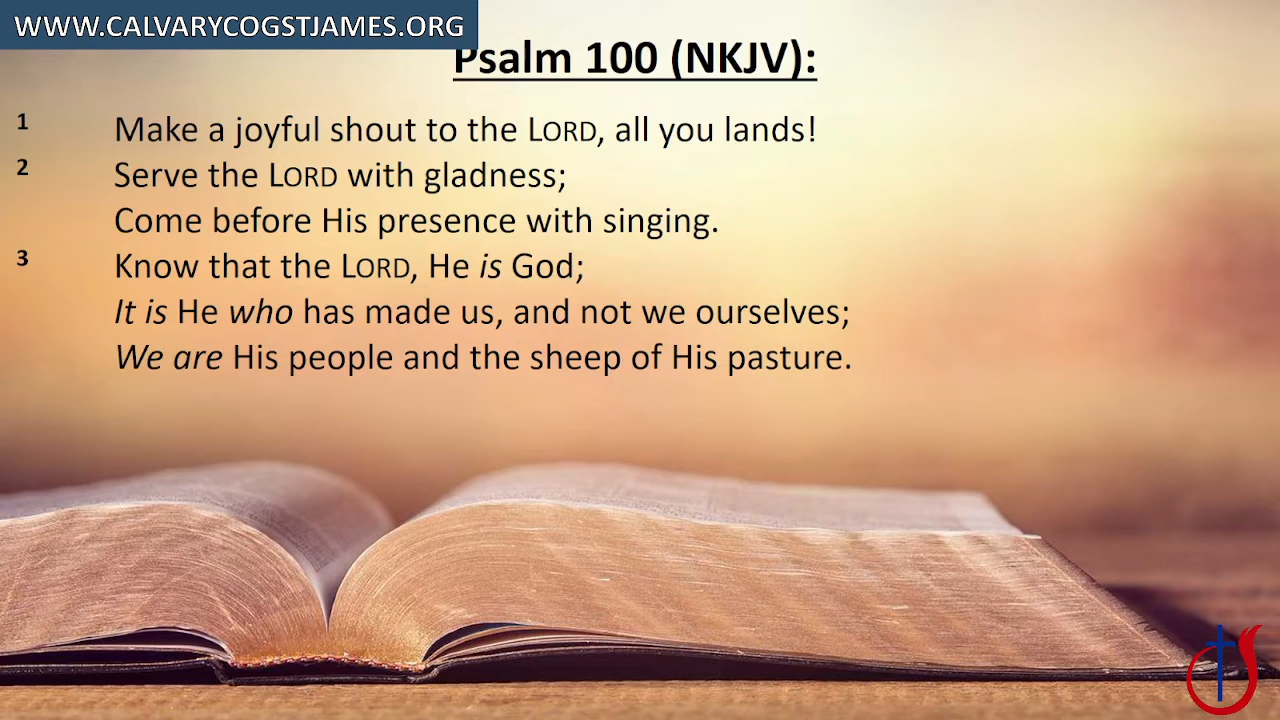 WWW.CALVARYCOGSTJAMES.ORG
Psalm 100 (NKJV):
1 Make a joyful shout to the LORD, all you lands!
2 Serve the LORD with gladness;
Come before His presence with singing.
3 Know that the LORD, He is God;
It is He who has made us, and not we ourselves;
We are His people and the sheep of His pasture.